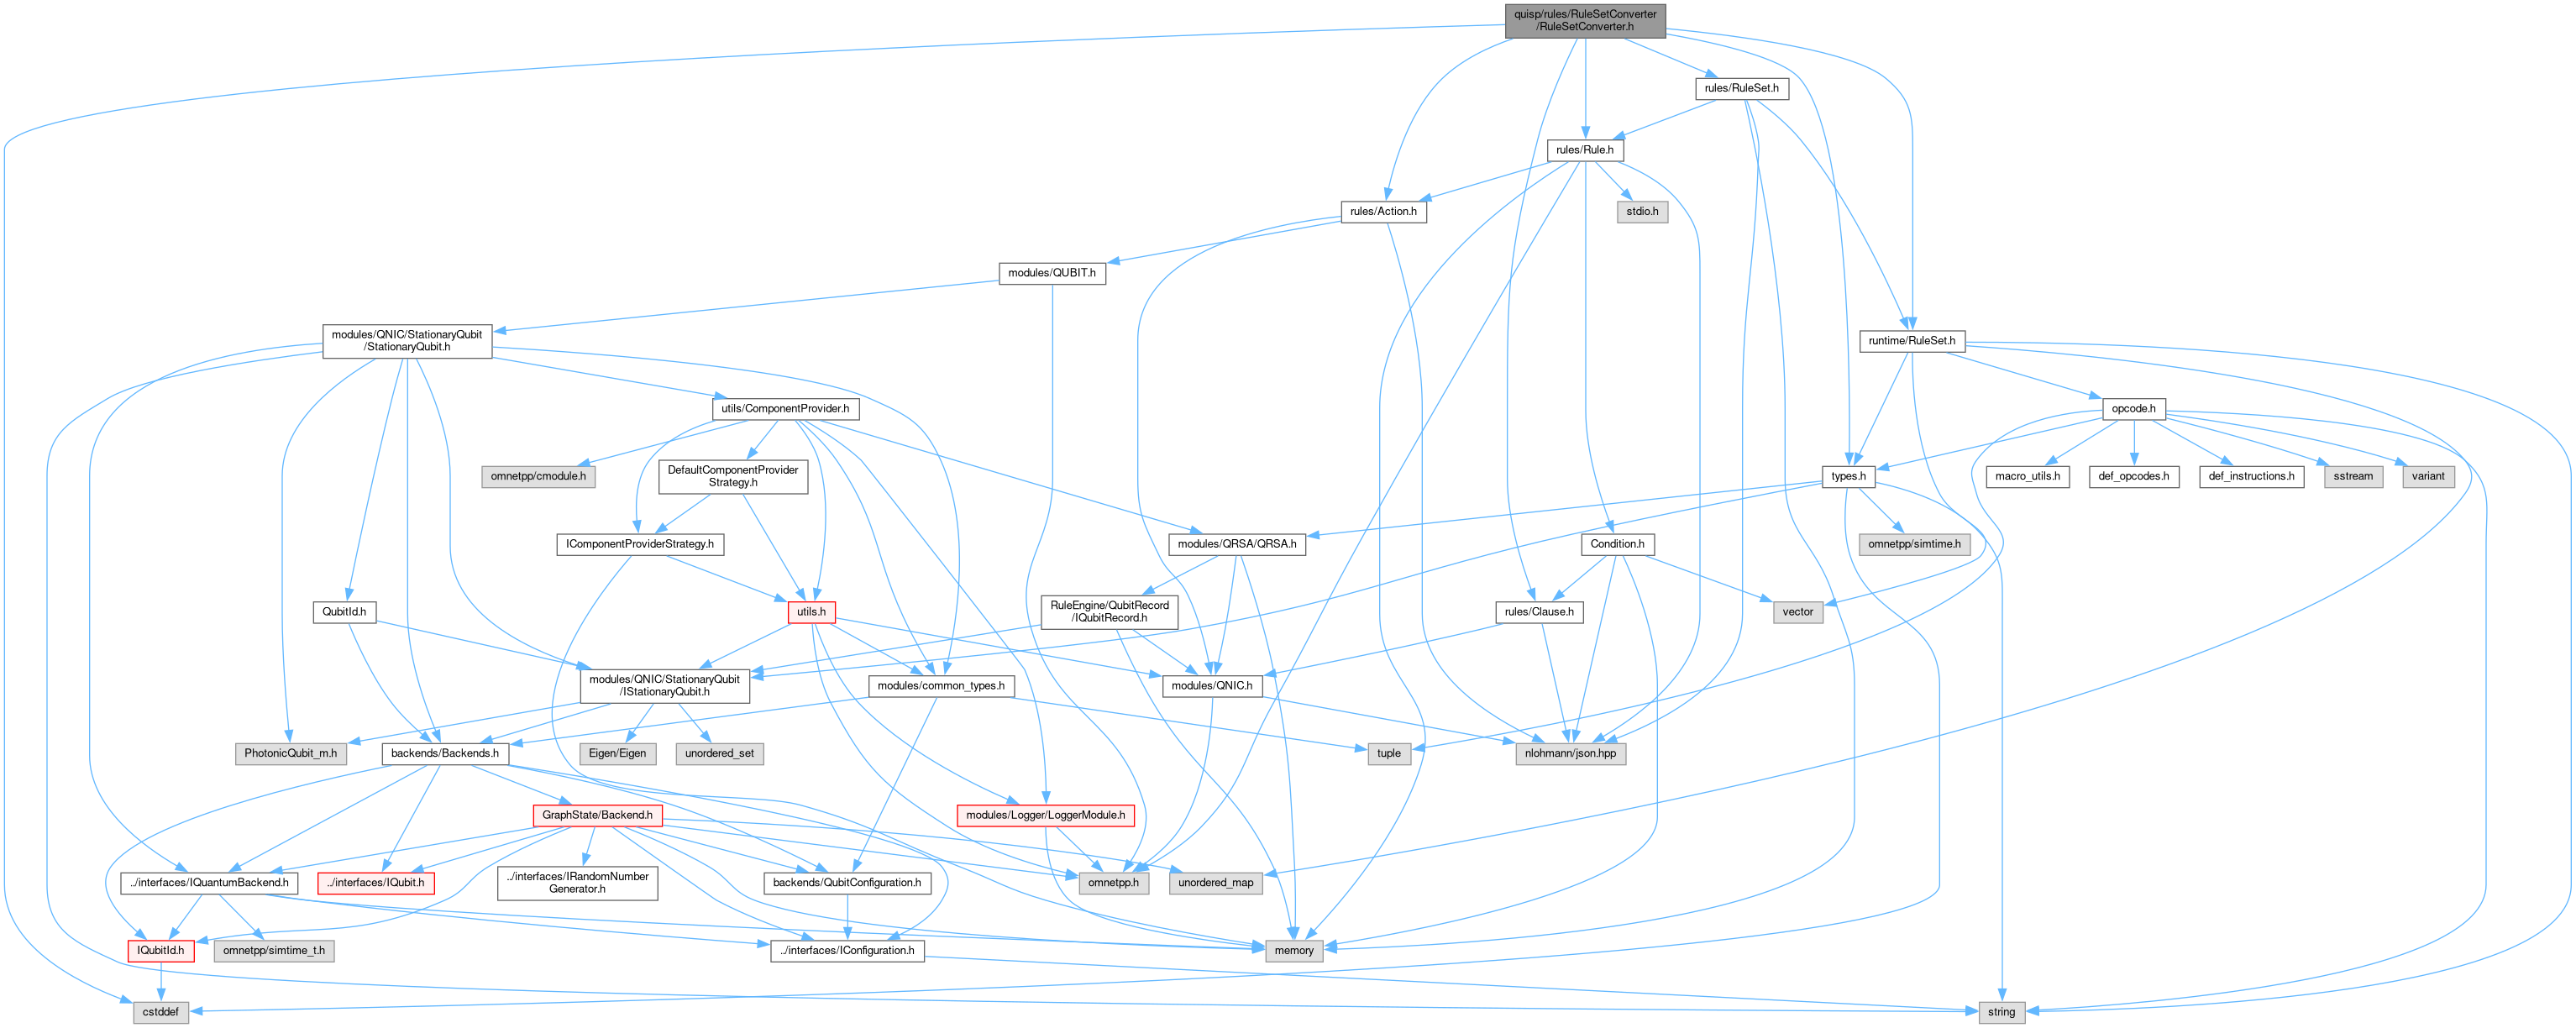 quisp/rules/RuleSetConverter
/RuleSetConverter.h
rules/RuleSet.h
rules/Rule.h
rules/Action.h
stdio.h
modules/QUBIT.h
modules/QNIC/StationaryQubit
/StationaryQubit.h
runtime/RuleSet.h
utils/ComponentProvider.h
opcode.h
omnetpp/cmodule.h
DefaultComponentProvider
Strategy.h
types.h
macro_utils.h
def_opcodes.h
def_instructions.h
sstream
variant
IComponentProviderStrategy.h
modules/QRSA/QRSA.h
Condition.h
omnetpp/simtime.h
QubitId.h
utils.h
RuleEngine/QubitRecord
/IQubitRecord.h
rules/Clause.h
vector
modules/QNIC/StationaryQubit
/IStationaryQubit.h
modules/common_types.h
modules/QNIC.h
PhotonicQubit_m.h
backends/Backends.h
Eigen/Eigen
unordered_set
tuple
nlohmann/json.hpp
GraphState/Backend.h
modules/Logger/LoggerModule.h
../interfaces/IQuantumBackend.h
../interfaces/IQubit.h
../interfaces/IRandomNumber
Generator.h
backends/QubitConfiguration.h
omnetpp.h
unordered_map
IQubitId.h
omnetpp/simtime_t.h
../interfaces/IConfiguration.h
memory
cstddef
string